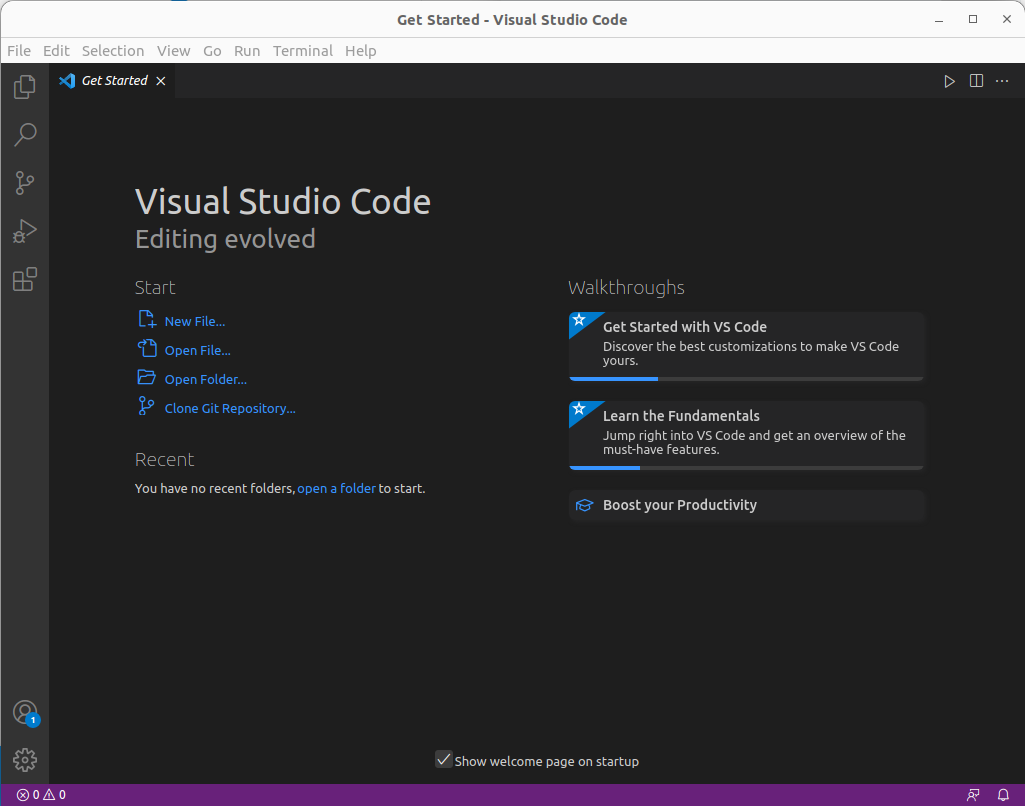 Get Started - Visual Studio Code
File Edit Selection View Go Run Terminal Help
Get Started
Visual Studio Code
Editing evolved
Start
New File...
Open File...
Open Folder...
Clone Git Repository...
Recent
You have no recent folders, open a folder to start.
Walkthroughs
Get Started with VS Code
Discover the best customizations to make VS Code
yours.
Learn the Fundamentals
Jump right into VS Code and get an overview of the
must-have features.
Boost your Productivity
1
Show welcome page on startup
0 0